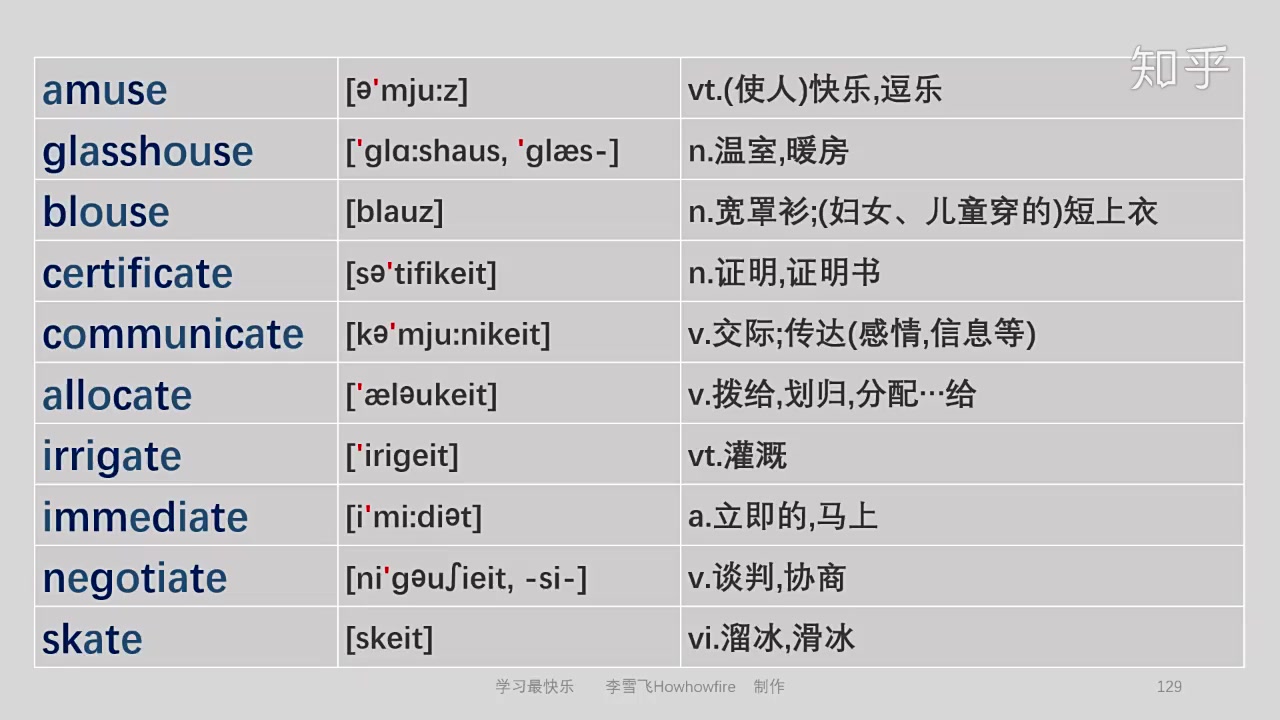 知乎
amuse [ə'mju:z] vt.(使人)快乐,逗乐
glasshouse ['glɑ:shaus, 'glæs-] n.温室,暖房
blouse [blauz] n.宽罩衫;(妇女、儿童穿的)短上衣
certificate [sə'tifikeit] n.证明,证明书
communicate [kə'mju:nikeit] v.交际;传达(感情,信息等)
allocate ['æləukeit] v.拨给,划归,分配…给
irrigate ['irigeit] vt.灌溉
immediate [i'mi:diət] a.立即的,马上
negotiate [ni'gəuʃieit, -si-] v.谈判,协商
skate [skeit] vi.溜冰,滑冰
学习最快乐 李雪飞Howhowfire 制作 129